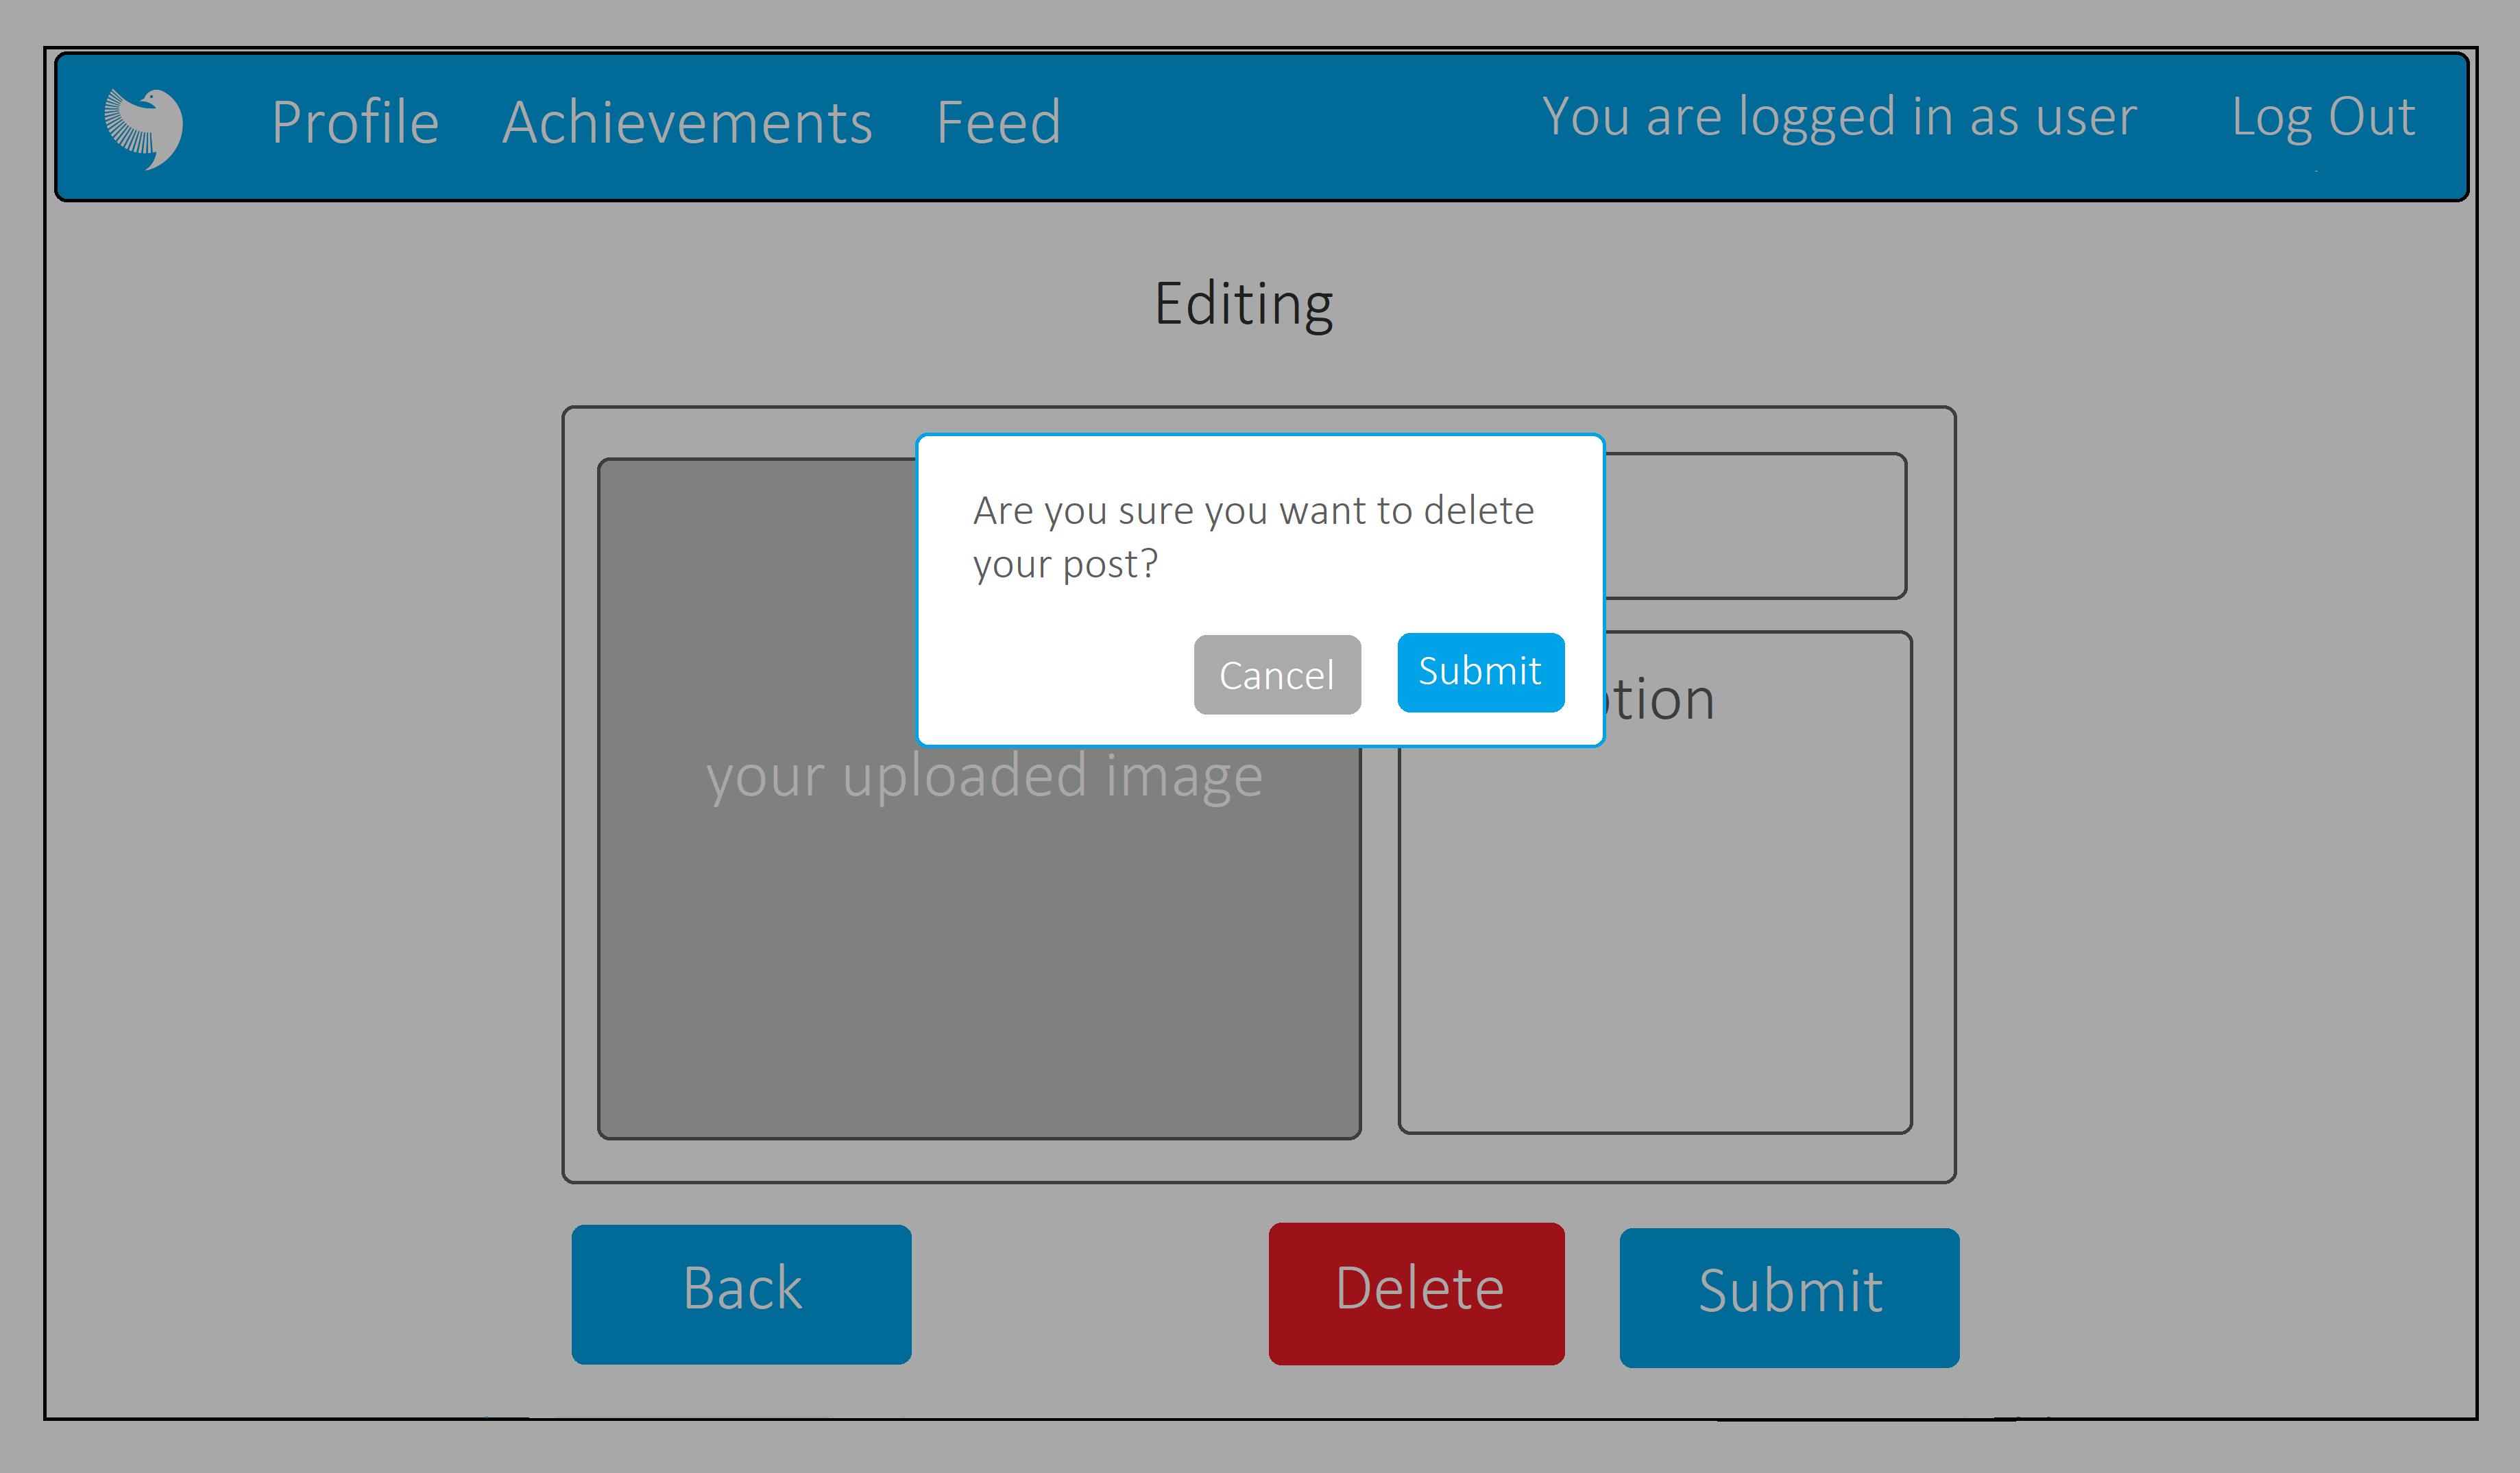 Profile Achievements Feed You are logged in as user Log Out
Editing
Are you sure you want to delete
your post?
Cancel Submit
tion
your uploaded image
Back Delete Submit